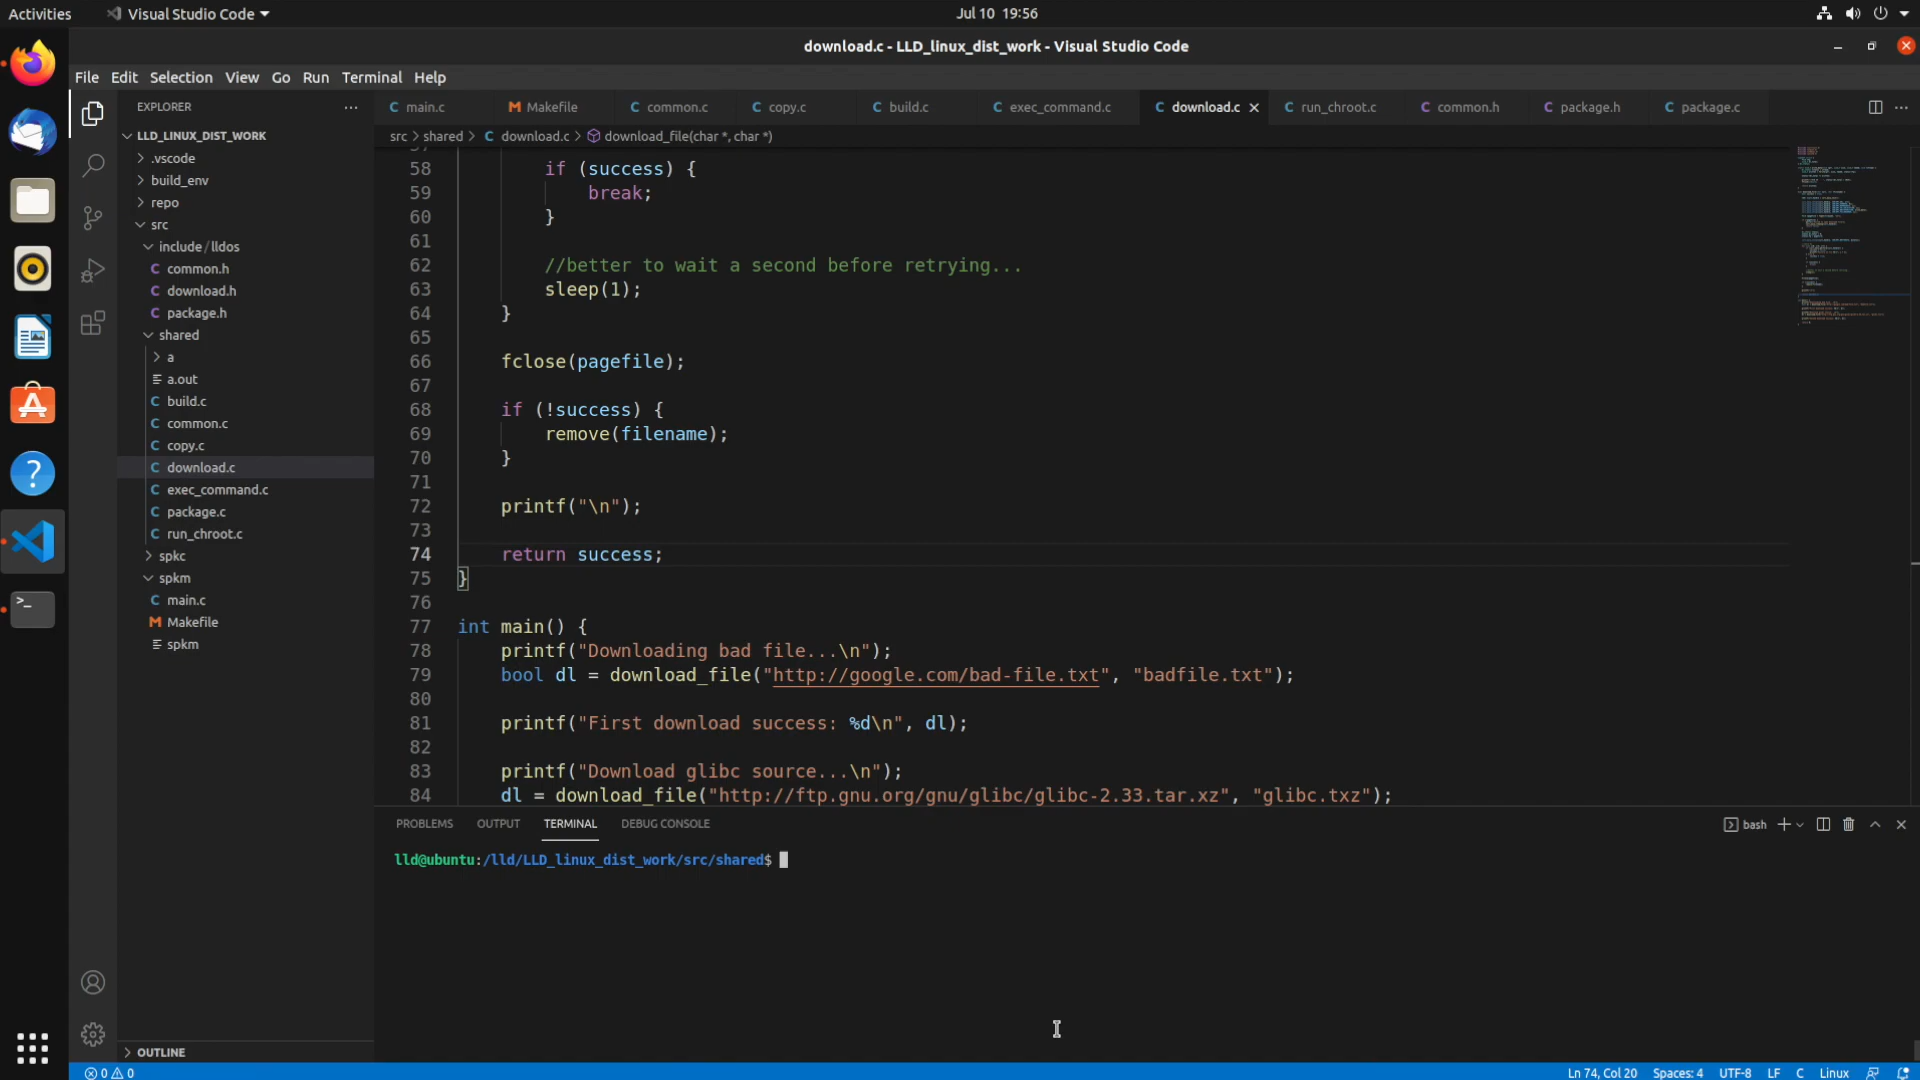 Activities
Visual Studio Code
Jul 10 19:56
download.c - LLD_linux_dist_work - Visual Studio Code
File Edit Selection View Go Run Terminal Help
EXPLORER
LLD_LINUX_DIST_WORK
.vscode
build_env
repo
src
include/lldos
C common.h
C download.h
C package.h
shared
a
a.out
C build.c
C common.c
C copy.c
C download.c
C exec_command.c
C package.c
C run_chroot.c
spkc
spkm
C main.c
M Makefile
spkm
OUTLINE
C main.c
M Makefile
C common.c
C copy.c
C build.c
C exec_command.c
C download.c
C run_chroot.c
C common.h
C package.h
C package.c
src > shared > C download.c > download_file(char *, char *)
58 if (success) {
59 break;
60 }
61
62 //better to wait a second before retrying...
63 sleep(1);
64 }
65
66 fclose(pagefile);
67
68 if (!success) {
69 remove(filename);
70 }
71
72 printf("\n");
73
74 return success;
75 }
76
77 int main() {
78 printf("Downloading bad file...\n");
79 bool dl = download_file("http://google.com/bad-file.txt", "badfile.txt");
80
81 printf("First download success: %d\n", dl);
82
83 printf("Download glibc source...\n");
84 dl = download_file("http://ftp.gnu.org/gnu/glibc/glibc-2.33.tar.xz", "glibc.txz");
PROBLEMS OUTPUT TERMINAL DEBUG CONSOLE
bash
lld@ubuntu:/lld/LLD_linux_dist_work/src/shared$
0 0
Ln 74, Col 20 Spaces: 4 UTF-8 LF C Linux